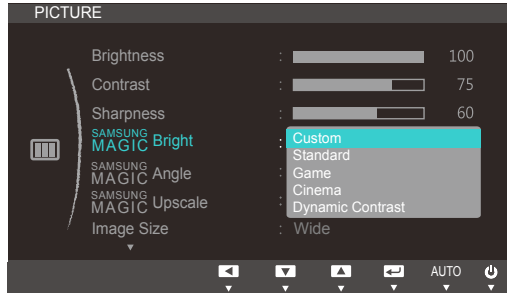 PICTURE
Brightness : 100
Contrast : 75
Sharpness : 60
SAMSUNG MAGIC Bright : Custom
Standard
SAMSUNG MAGIC Angle : Game
Cinema
SAMSUNG MAGIC Upscale : Dynamic Contrast
Image Size : Wide
AUTO